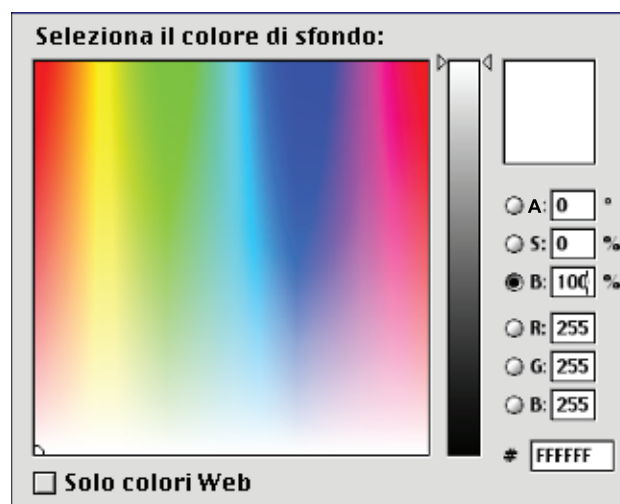 Seleziona il colore di sfondo:
A: 0 °
S: 0 %
B: 100 %
R: 255
G: 255
B: 255
# FFFFFF
Solo colori Web